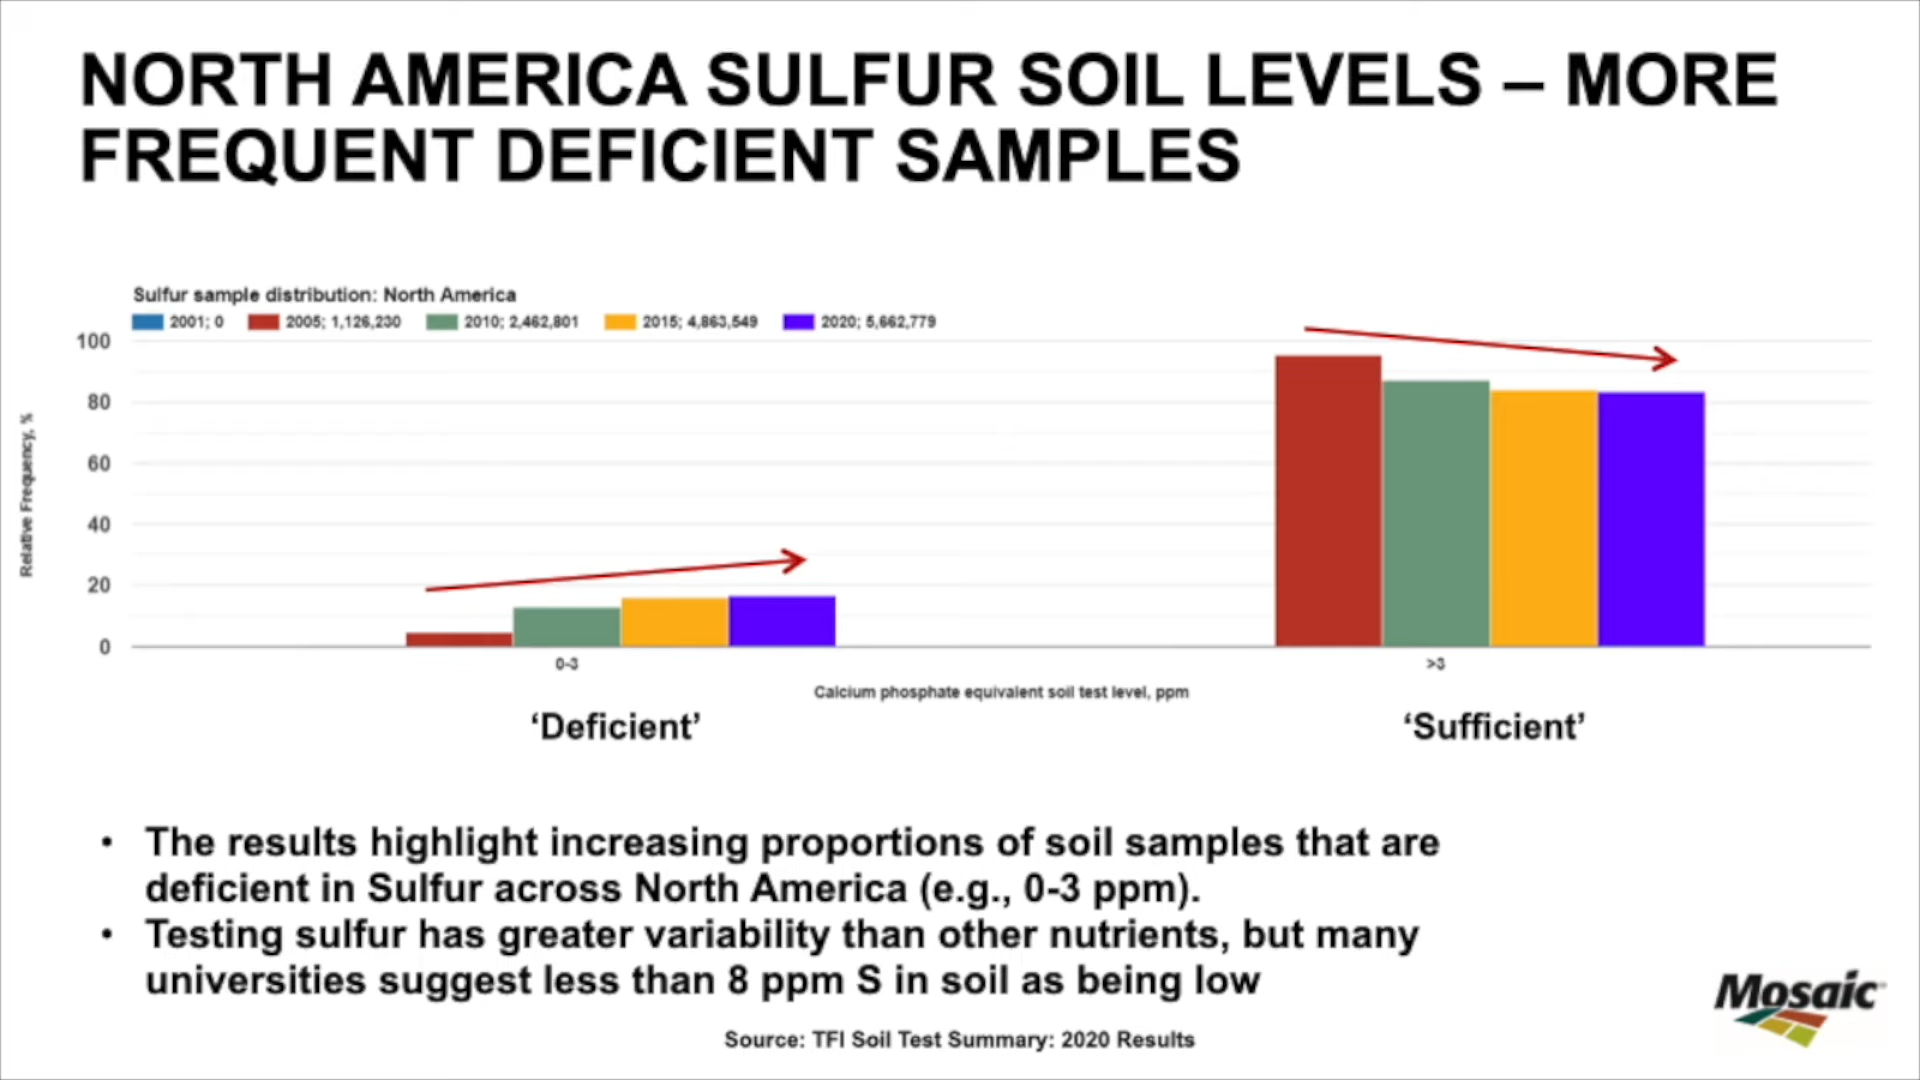 NORTH AMERICA SULFUR SOIL LEVELS – MORE
FREQUENT DEFICIENT SAMPLES
Sulfur sample distribution: North America
2001; 0 2005; 1,126,230 2010; 2,462,801 2015; 4,863,549 2020; 5,662,779
100
80
60
40
20
0
Relative Frequency, %
0-3 >3
Calcium phosphate equivalent soil test level, ppm
‘Deficient’ ‘Sufficient’
• The results highlight increasing proportions of soil samples that are
deficient in Sulfur across North America (e.g., 0-3 ppm).
• Testing sulfur has greater variability than other nutrients, but many
universities suggest less than 8 ppm S in soil as being low
Mosaic
Source: TFI Soil Test Summary: 2020 Results